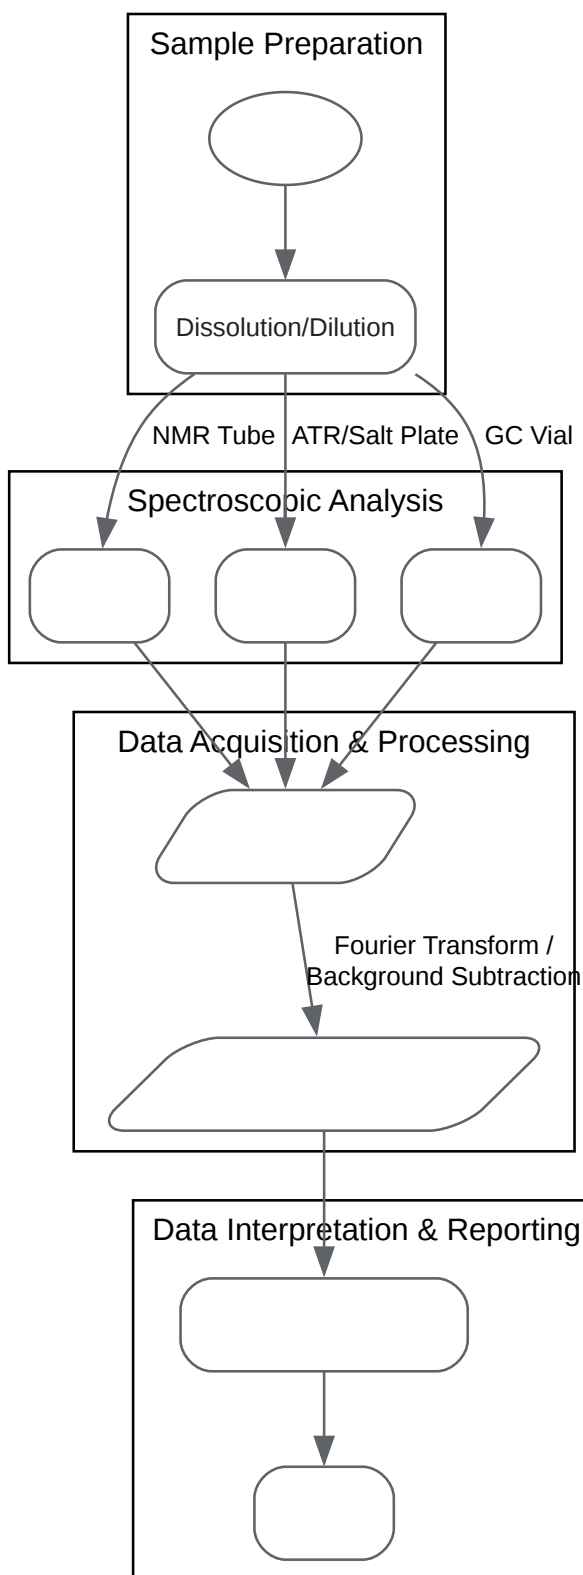 Sample Preparation
Dissolution/Dilution
NMR Tube
ATR/Salt Plate
GC Vial
Spectroscopic Analysis
Data Acquisition & Processing
Fourier Transform /
Background Subtraction
Data Interpretation & Reporting